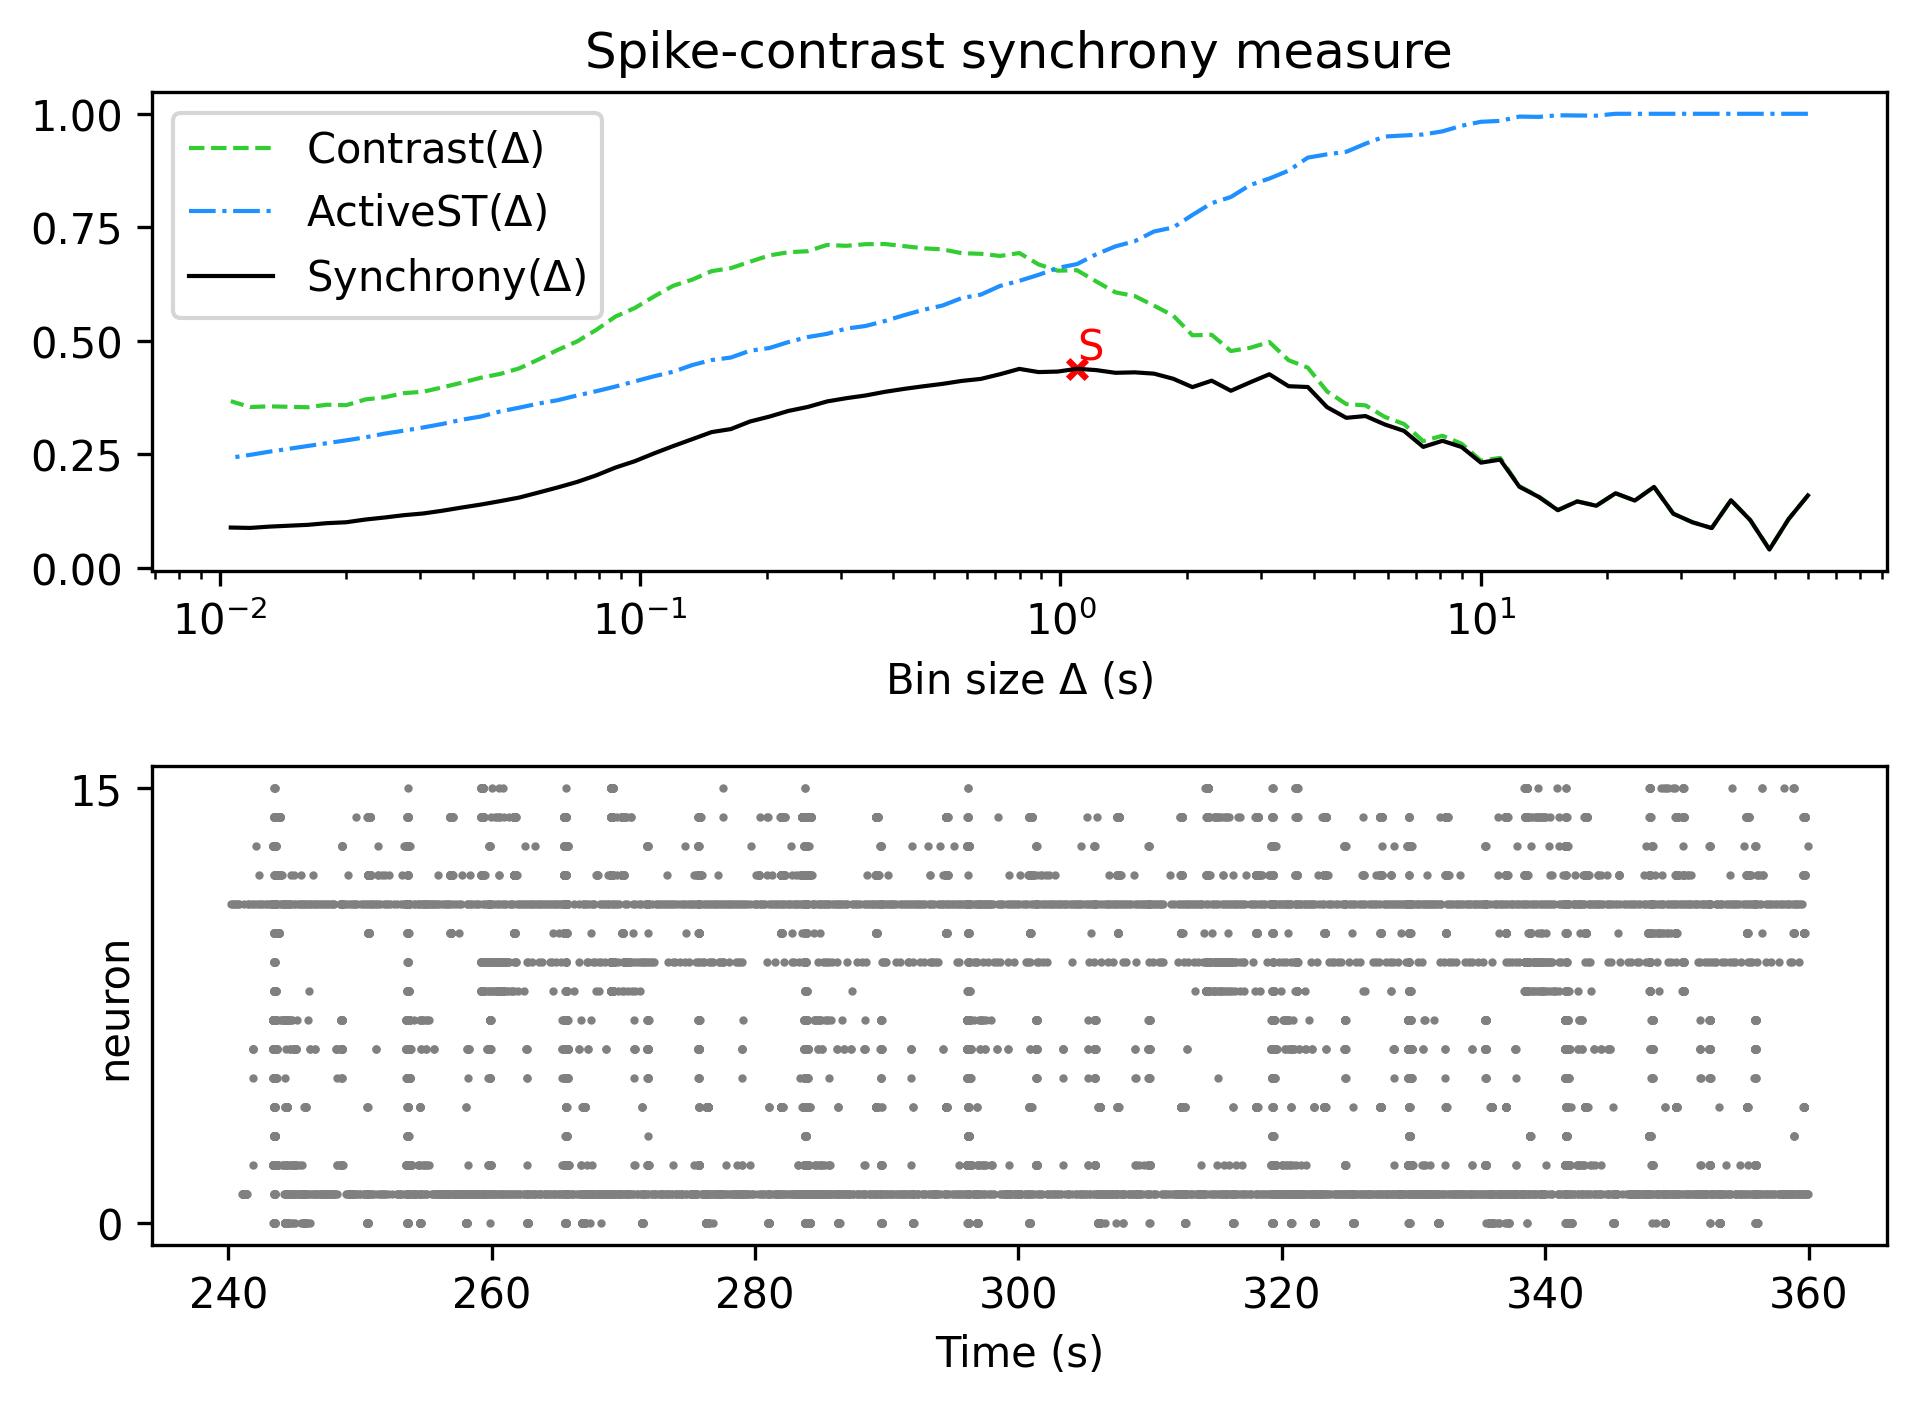 Spike-contrast synchrony measure
1.00
0.75
0.50
0.25
0.00
Contrast(Δ)
ActiveST(Δ)
Synchrony(Δ)
S
10⁻² 10⁻¹ 10⁰ 10¹
Bin size Δ (s)
15
0
neuron
240 260 280 300 320 340 360
Time (s)